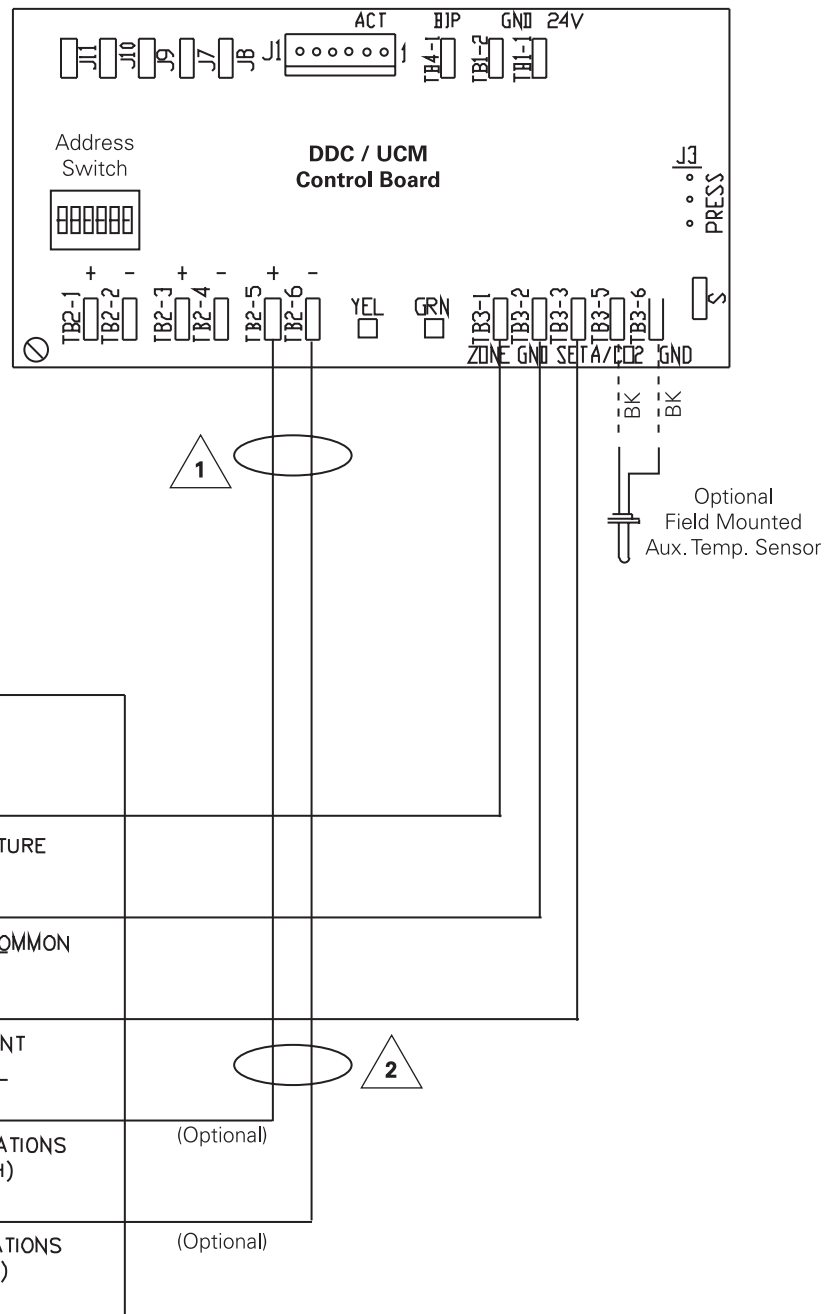 ACT BIP GND 24V
J11 J10 J9 J7 J8 J1 1 TB4-1 TB1-2 TB1-1
Address
Switch
DDC / UCM
Control Board
J3
PRESS
+ - + - + -
TB2-1 TB2-2 TB2-3 TB2-4 TB2-5 TB2-6 YEL GRN TB3-1 TB3-2 TB3-3 TB3-5 TB3-6 S
ZONE GND SET A/CO2 GND
BK BK
1
Optional
Field Mounted
Aux. Temp. Sensor
TURE
OMMON
NT
2
(Optional)
ATIONS
H)
(Optional)
ATIONS
)